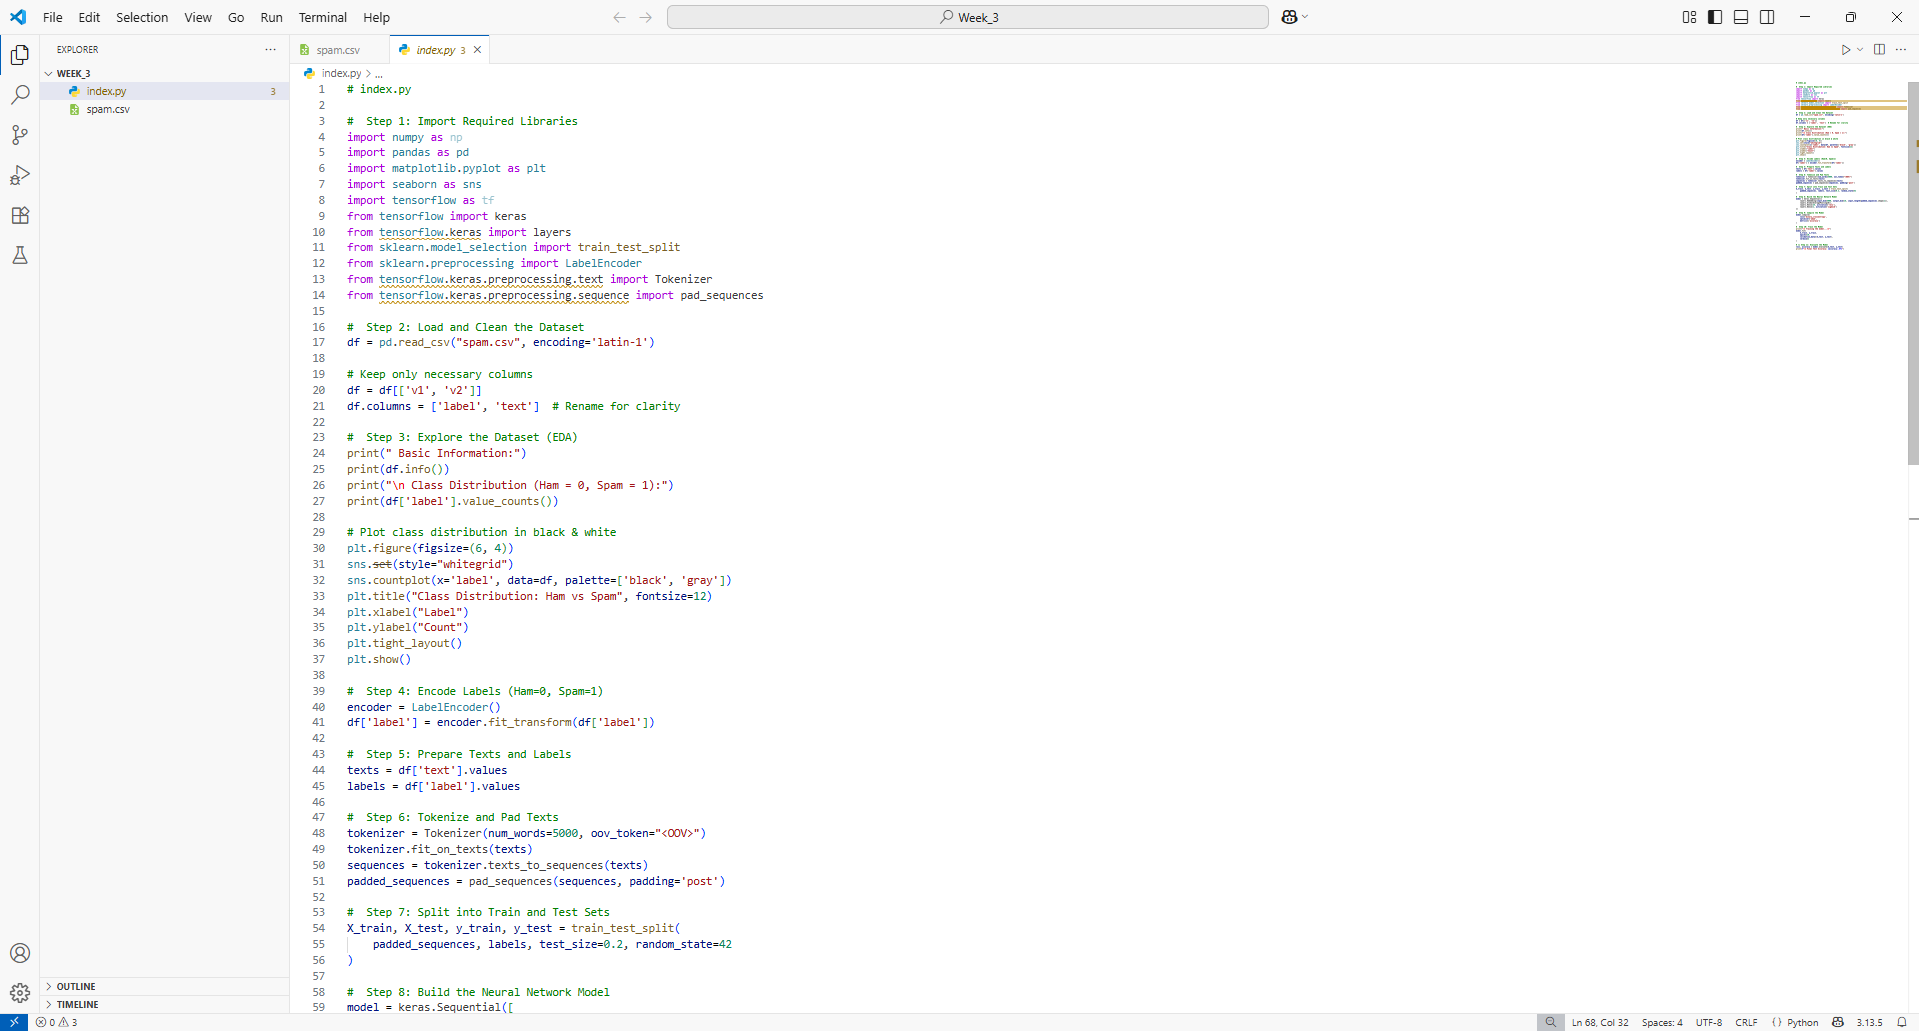 File Edit Selection View Go Run Terminal Help
Week_3
EXPLORER
WEEK_3
index.py 3
spam.csv
OUTLINE
TIMELINE
spam.csv
index.py 3
index.py > ...
1 # index.py
2
3 #  Step 1: Import Required Libraries
4 import numpy as np
5 import pandas as pd
6 import matplotlib.pyplot as plt
7 import seaborn as sns
8 import tensorflow as tf
9 from tensorflow import keras
10 from tensorflow.keras import layers
11 from sklearn.model_selection import train_test_split
12 from sklearn.preprocessing import LabelEncoder
13 from tensorflow.keras.preprocessing.text import Tokenizer
14 from tensorflow.keras.preprocessing.sequence import pad_sequences
15
16 #  Step 2: Load and Clean the Dataset
17 df = pd.read_csv("spam.csv", encoding='latin-1')
18
19 # Keep only necessary columns
20 df = df[['v1', 'v2']]
21 df.columns = ['label', 'text']  # Rename for clarity
22
23 #  Step 3: Explore the Dataset (EDA)
24 print(" Basic Information:")
25 print(df.info())
26 print("\n Class Distribution (Ham = 0, Spam = 1):")
27 print(df['label'].value_counts())
28
29 # Plot class distribution in black & white
30 plt.figure(figsize=(6, 4))
31 sns.set(style="whitegrid")
32 sns.countplot(x='label', data=df, palette=['black', 'gray'])
33 plt.title("Class Distribution: Ham vs Spam", fontsize=12)
34 plt.xlabel("Label")
35 plt.ylabel("Count")
36 plt.tight_layout()
37 plt.show()
38
39 #  Step 4: Encode Labels (Ham=0, Spam=1)
40 encoder = LabelEncoder()
41 df['label'] = encoder.fit_transform(df['label'])
42
43 #  Step 5: Prepare Texts and Labels
44 texts = df['text'].values
45 labels = df['label'].values
46
47 #  Step 6: Tokenize and Pad Texts
48 tokenizer = Tokenizer(num_words=5000, oov_token="<OOV>")
49 tokenizer.fit_on_texts(texts)
50 sequences = tokenizer.texts_to_sequences(texts)
51 padded_sequences = pad_sequences(sequences, padding='post')
52
53 #  Step 7: Split into Train and Test Sets
54 X_train, X_test, y_train, y_test = train_test_split(
55     padded_sequences, labels, test_size=0.2, random_state=42
56 )
57
58 #  Step 8: Build the Neural Network Model
59 model = keras.Sequential([
0 3
Ln 68, Col 32 Spaces: 4 UTF-8 CRLF {} Python 3.13.5